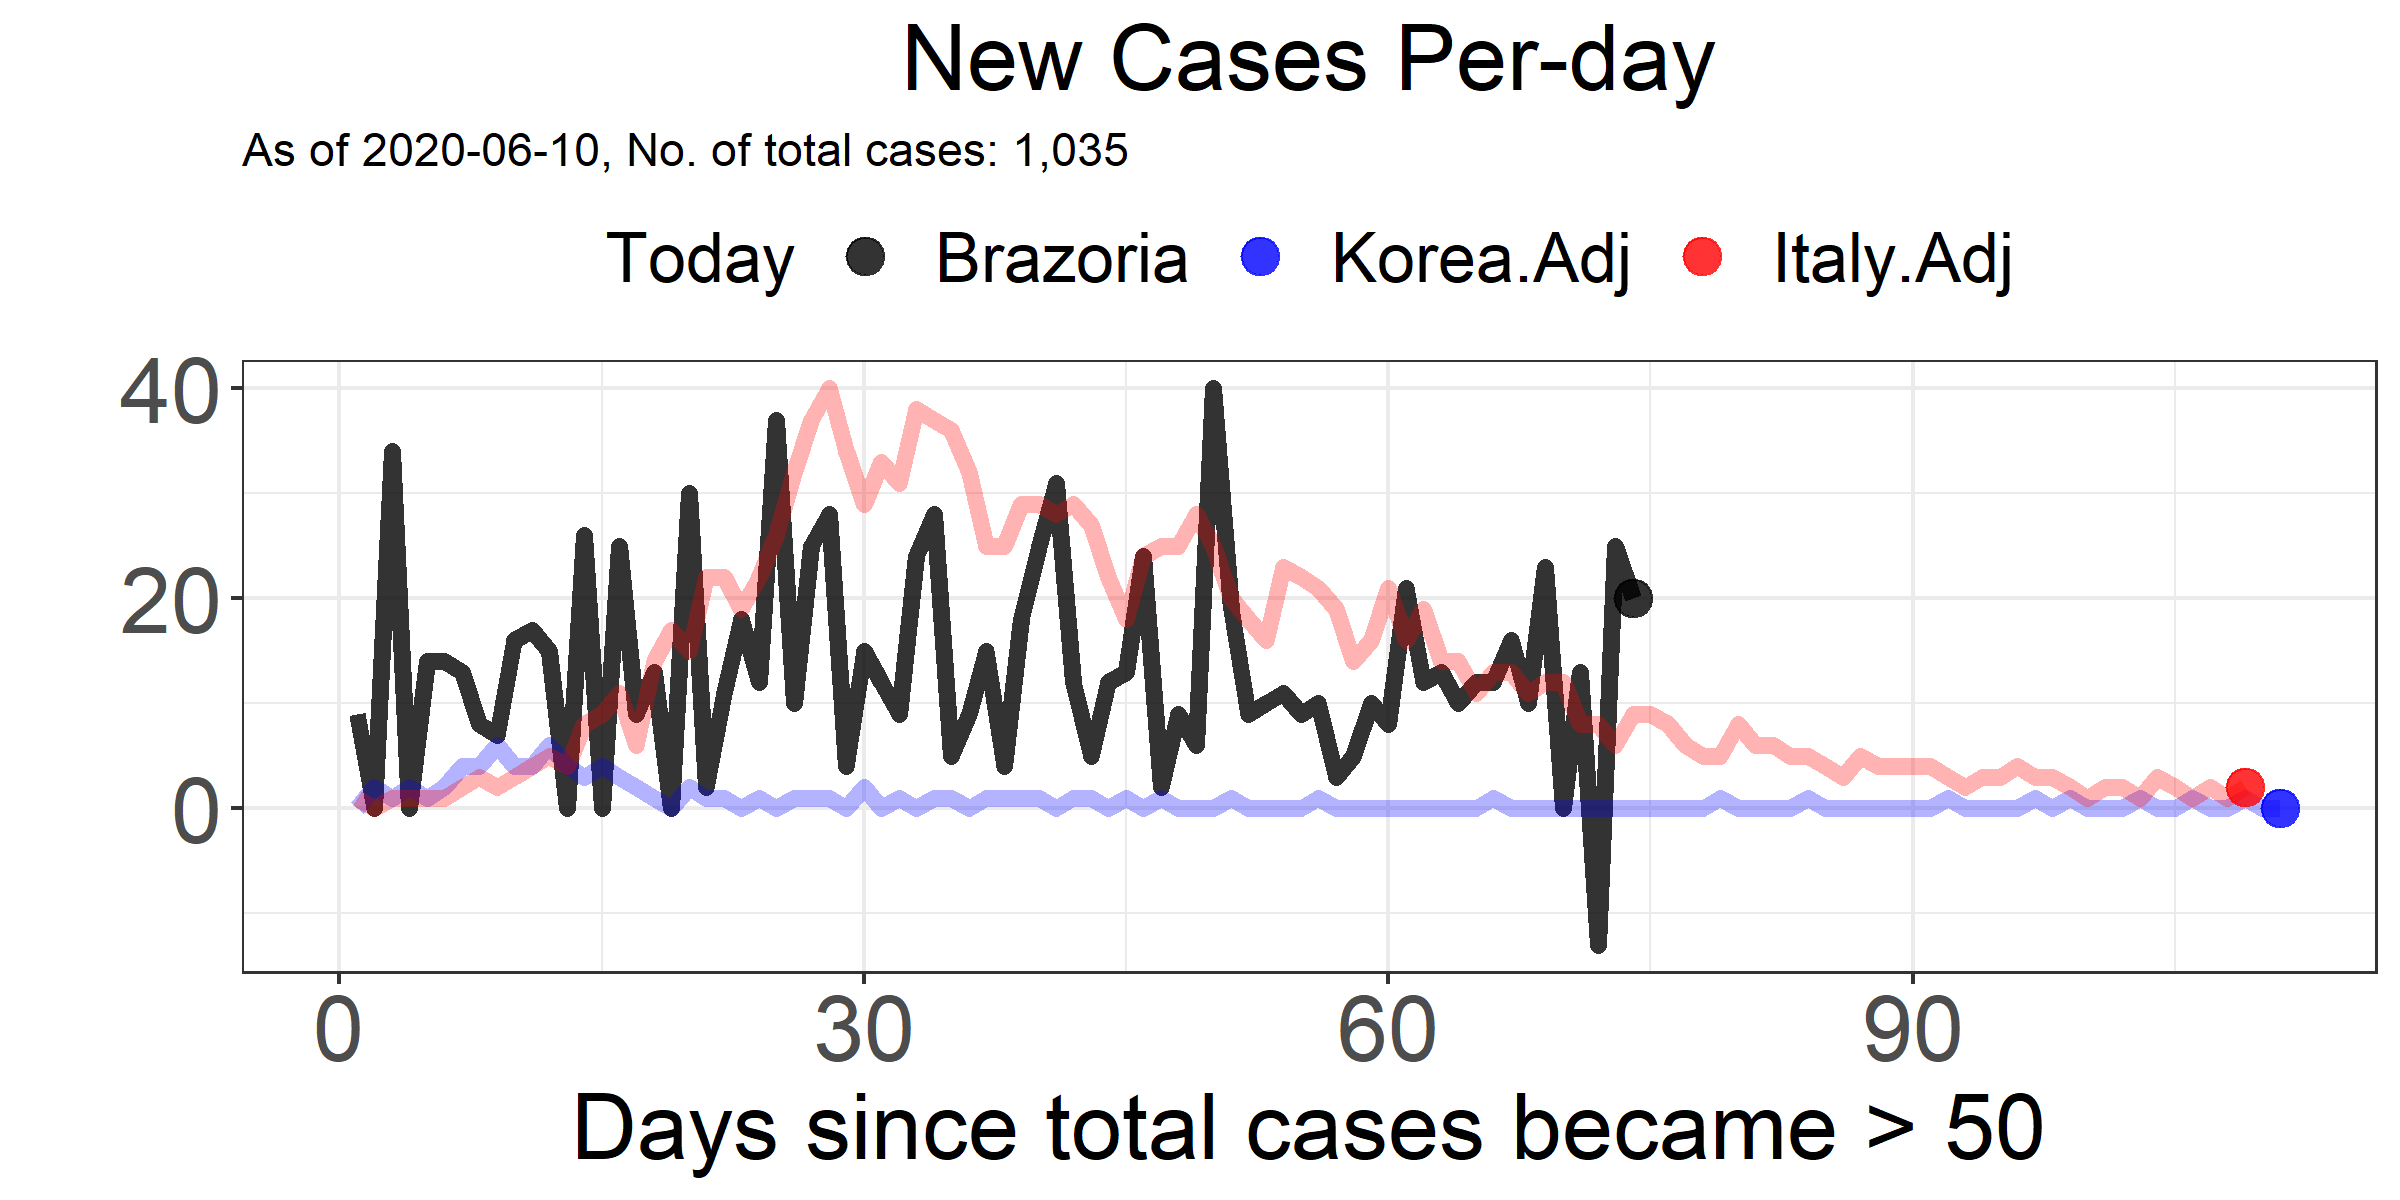 New Cases Per-day
As of 2020-06-10, No. of total cases: 1,035
Today Brazoria Korea.Adj Italy.Adj
40
20
0
0 30 60 90
Days since total cases became > 50